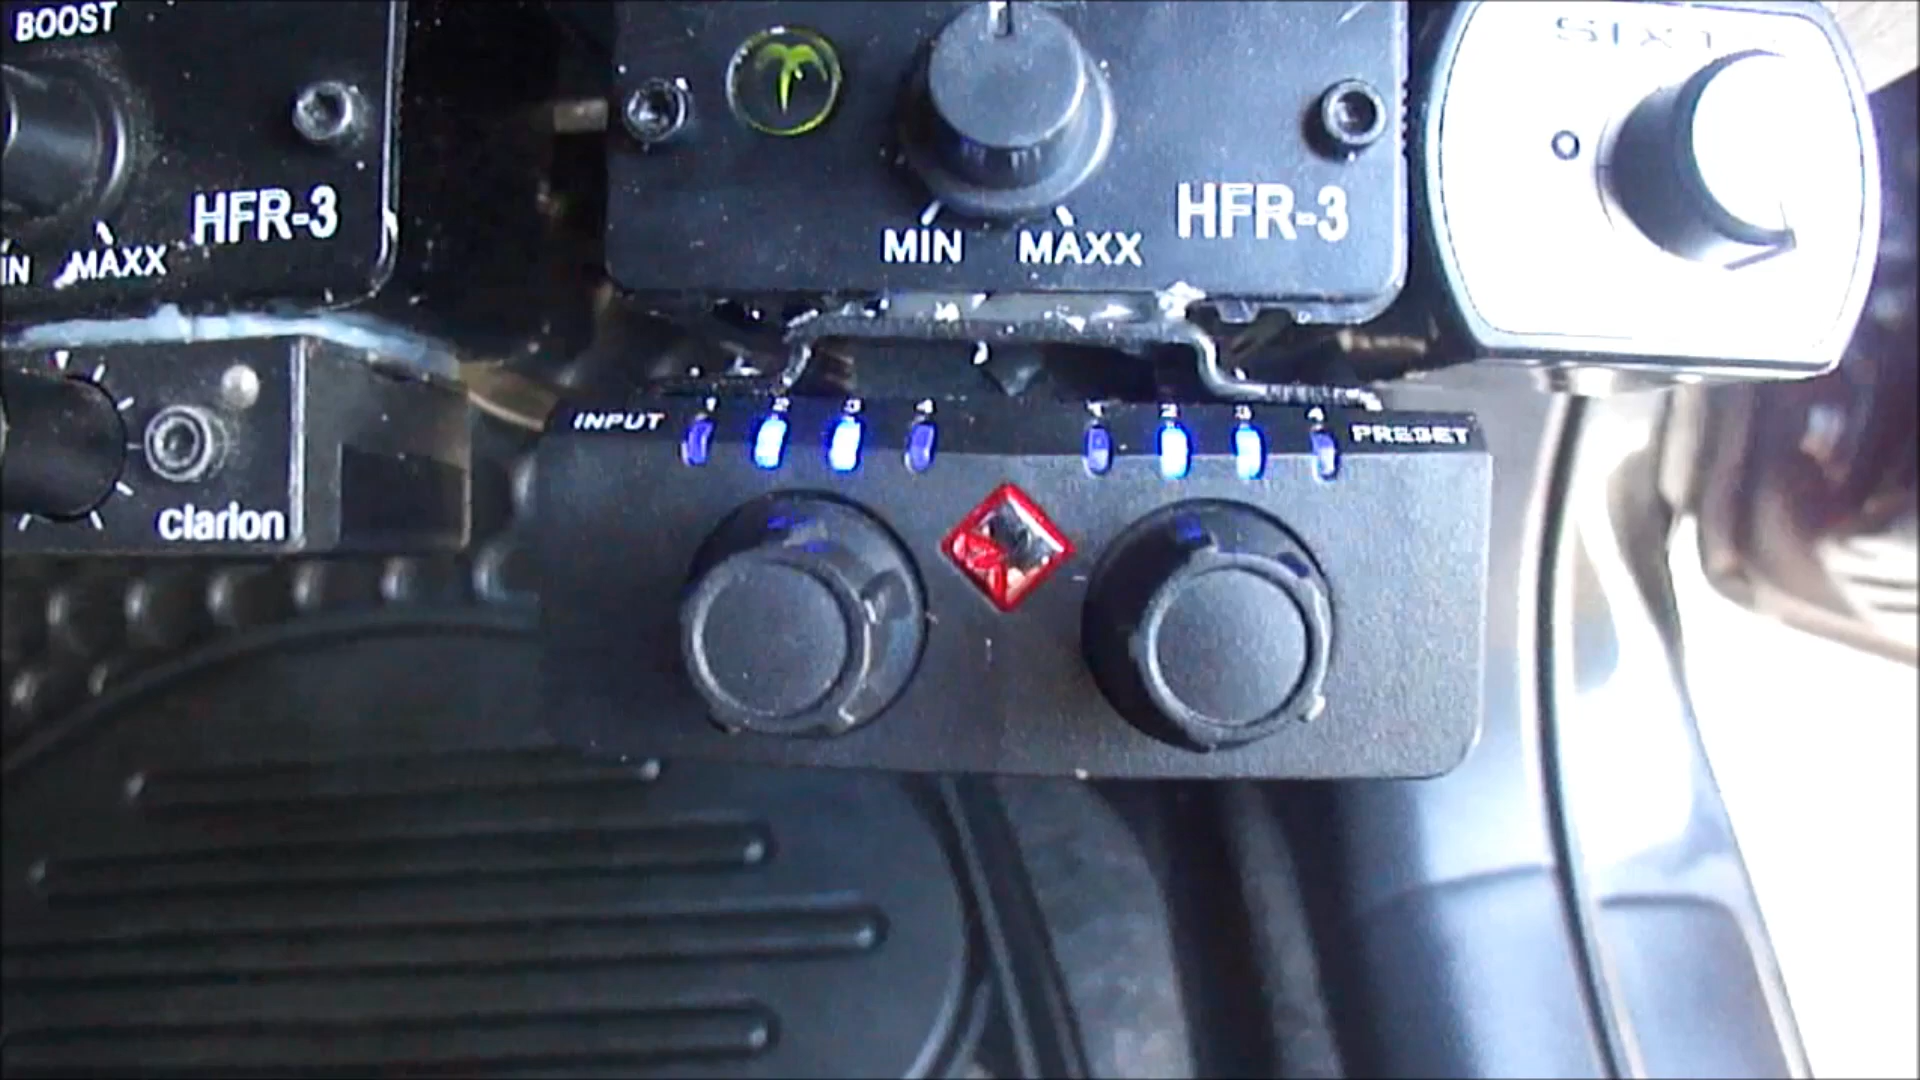 BOOST
HFR-3
MAXX
MIN
MAXX
HFR-3
clarion
INPUT
1 2 3 4
1 2 3 4
PRESET